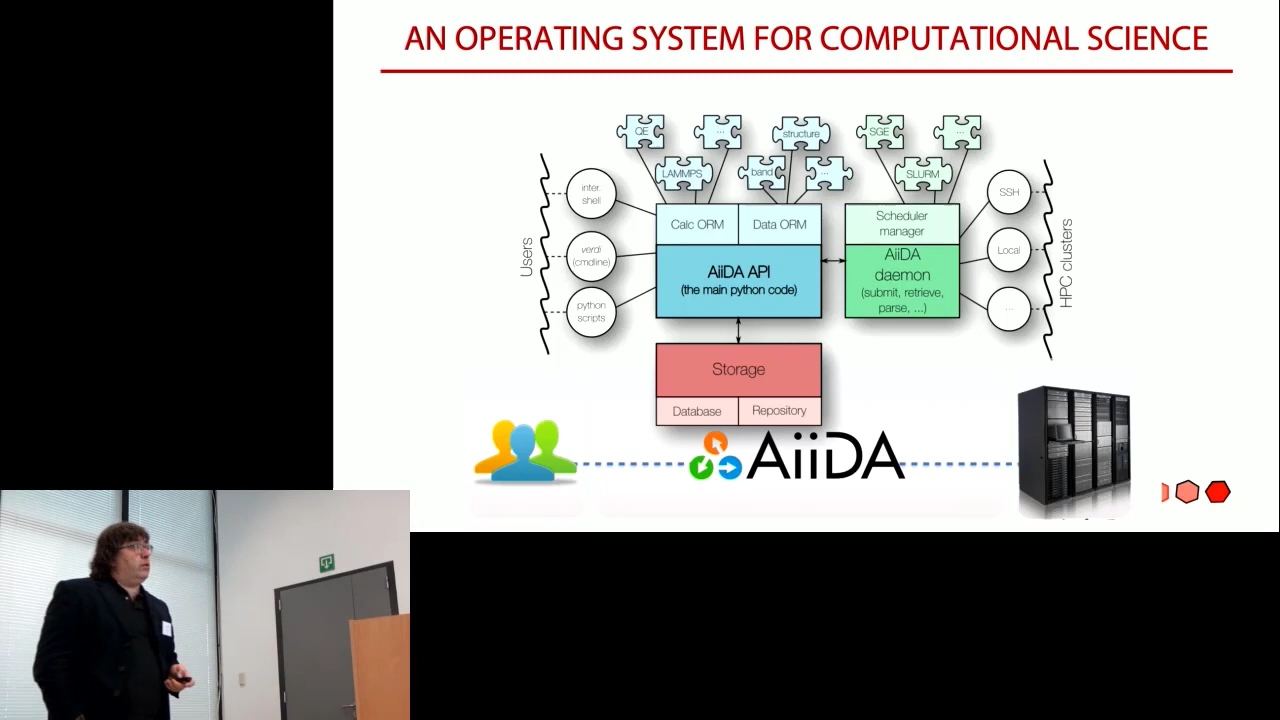 AN OPERATING SYSTEM FOR COMPUTATIONAL SCIENCE
QE
...
structure
SGE
...
LAMMPS
band
...
SLURM
Users
inter.
shell
verdi
(cmdline)
python
scripts
Calc ORM
Data ORM
AiiDA API
(the main python code)
Scheduler
manager
AiiDA
daemon
(submit, retrieve,
parse, ...)
SSH
Local
...
HPC clusters
Storage
Database
Repository
AiiDA